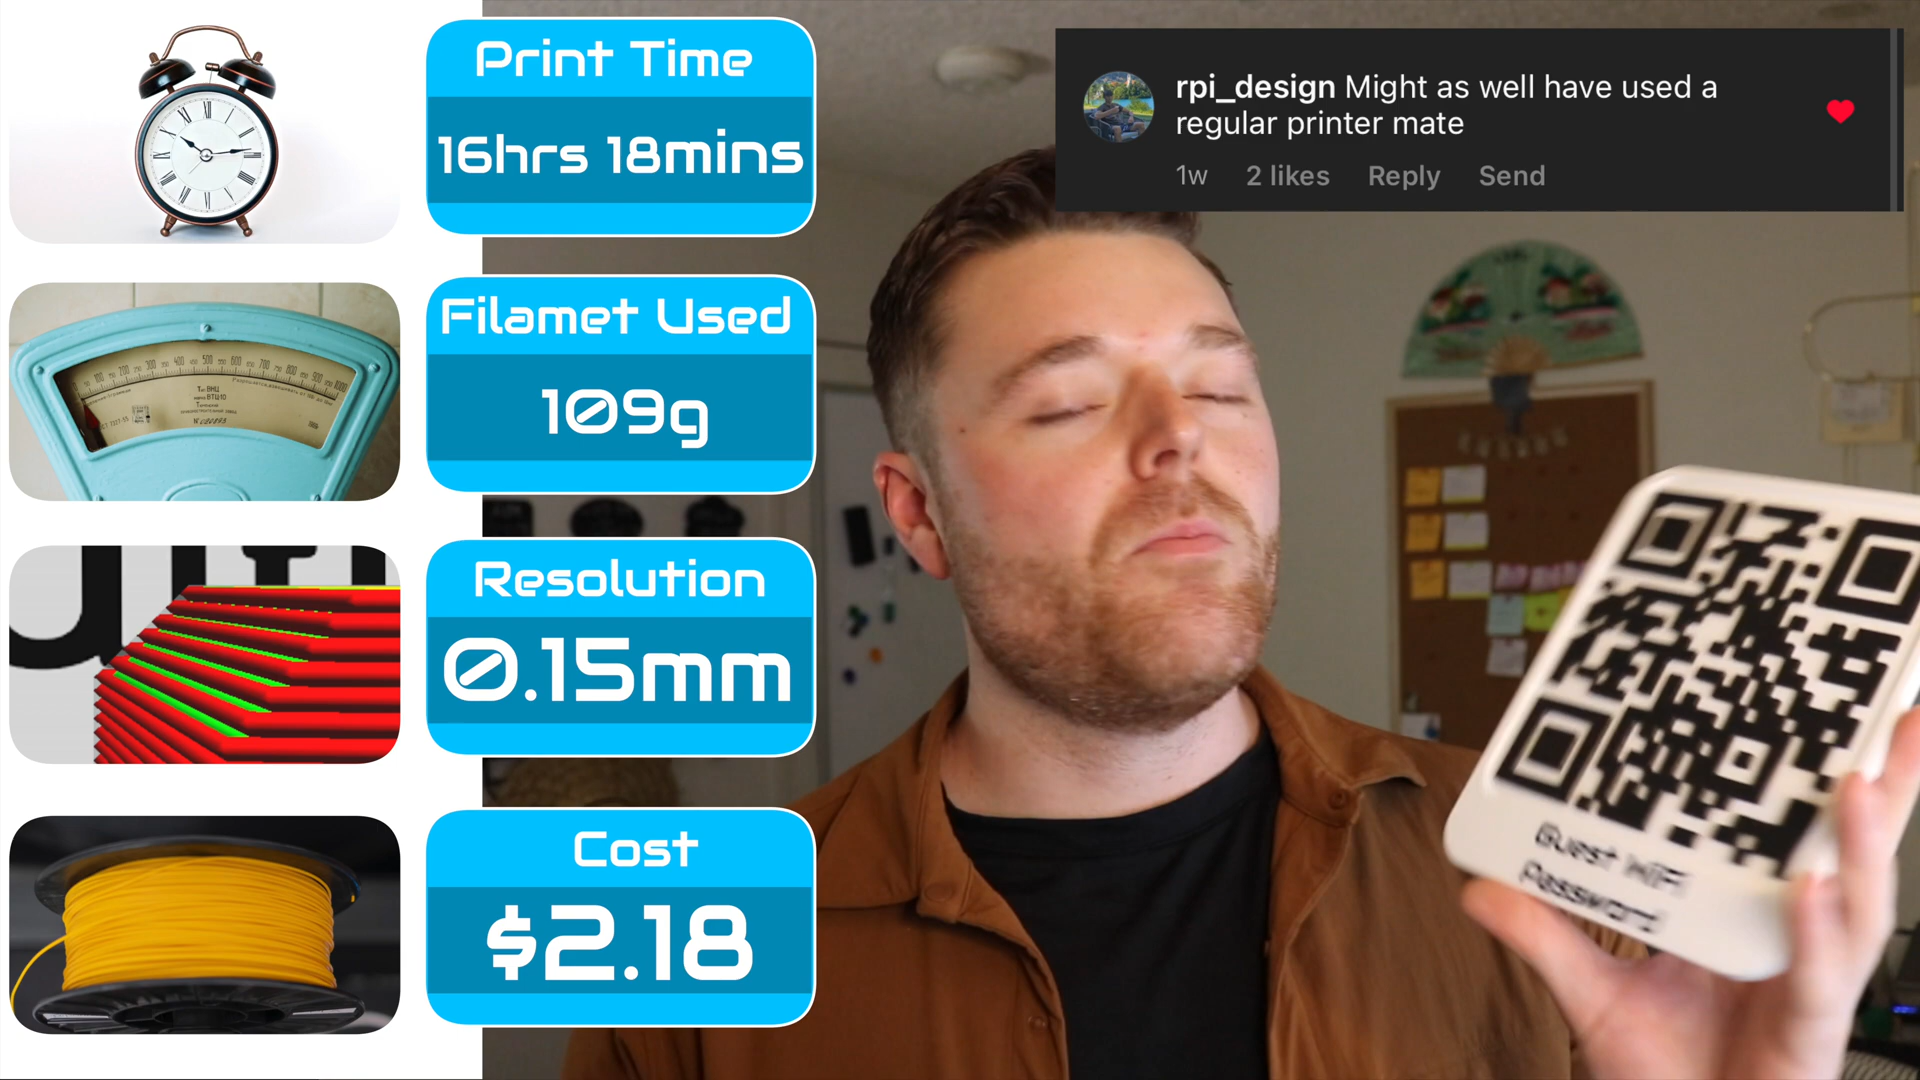 Print Time
16hrs 18mins
Filamet Used
109g
Resolution
0.15mm
Cost
$2.18
rpi_design Might as well have used a
regular printer mate
1w 2 likes Reply Send
Guest WiFi
Password